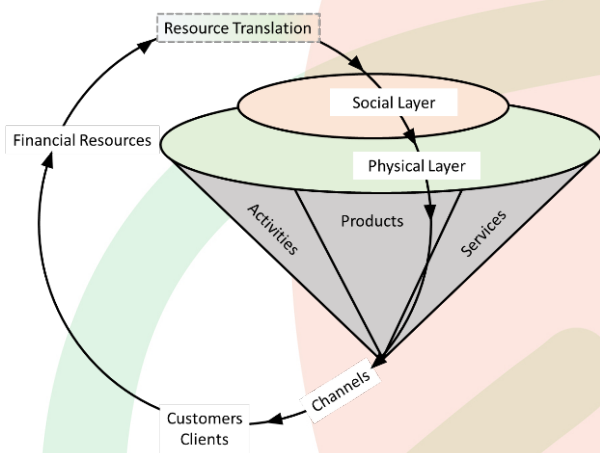 Resource Translation
Social Layer
Financial Resources
Physical Layer
Activities
Products
Services
Channels
Customers
Clients